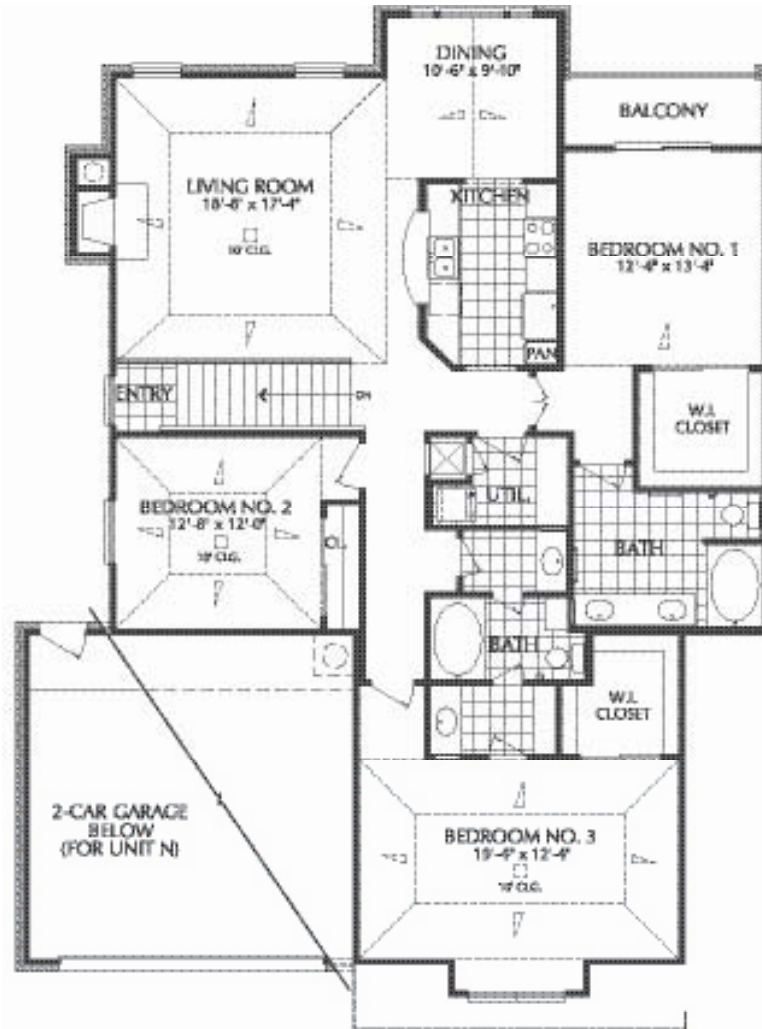 DINING
10'-6" x 9'-10"
BALCONY
LIVING ROOM
18'-8" x 17'-4"
10' CLG.
KITCHEN
BEDROOM NO. 1
12'-4" x 13'-4"
PAN
ENTRY
DN
W.I.
CLOSET
BEDROOM NO. 2
12'-8" x 12'-0"
10' CLG.
CL.
UTIL.
BATH
BATH
W.I.
CLOSET
2-CAR GARAGE
BELOW
(FOR UNIT N)
BEDROOM NO. 3
19'-4" x 12'-4"
10' CLG.